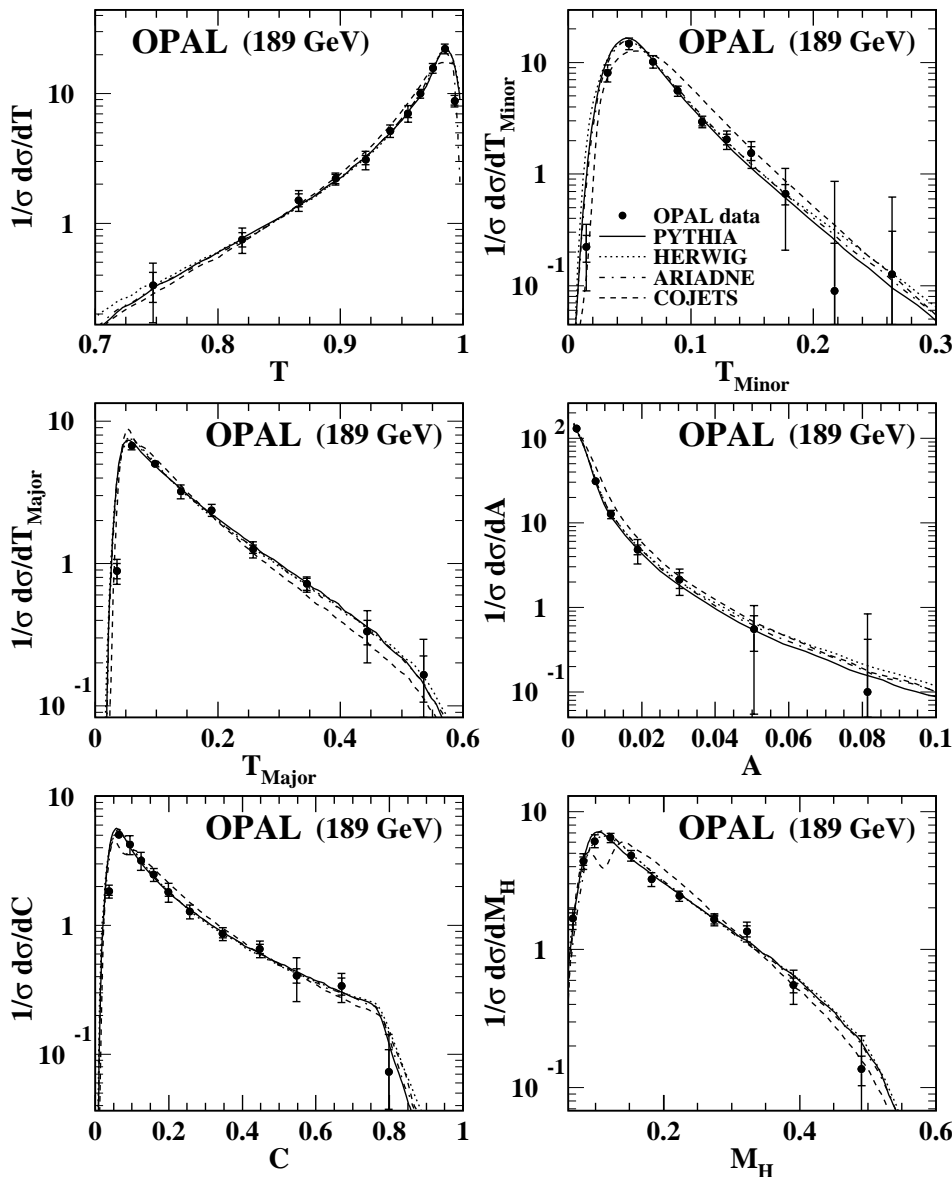 OPAL (189 GeV)
1/σ dσ/dT
10
1
0.7 0.8 0.9 1
T
OPAL (189 GeV)
1/σ dσ/dT_Minor
10
1
10^-1
OPAL data
PYTHIA
HERWIG
ARIADNE
COJETS
0 0.1 0.2 0.3
T_Minor
OPAL (189 GeV)
1/σ dσ/dT_Major
10
1
10^-1
0 0.2 0.4 0.6
T_Major
OPAL (189 GeV)
1/σ dσ/dA
10^2
10
1
10^-1
0 0.02 0.04 0.06 0.08 0.1
A
OPAL (189 GeV)
1/σ dσ/dC
10
1
10^-1
0 0.2 0.4 0.6 0.8 1
C
OPAL (189 GeV)
1/σ dσ/dM_H
10
1
10^-1
0.2 0.4 0.6
M_H